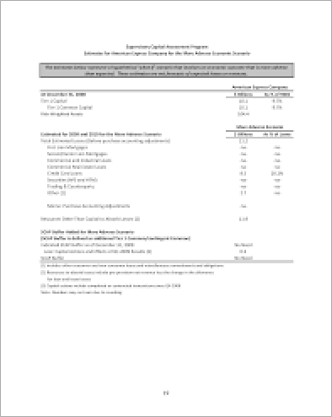 Supervisory Capital Assessment Program
Estimates for American Express Company for the More Adverse Economic Scenario
The estimates below represent a hypothetical 'what-if' scenario that involves an economic outcome that is more adverse
than expected. These estimates are not forecasts of expected losses or revenues.
American Express Company
At December 31, 2008 $ Billions As % of RWA
Tier 1 Capital 10.1 9.7%
Tier 1 Common Capital 10.1 9.7%
Risk-Weighted Assets 104.4
More Adverse Scenario
Estimated for 2009 and 2010 for the More Adverse Scenario $ Billions As % of Loans
Total Estimated Losses (before purchase accounting adjustments) 11.2
First Lien Mortgages na na
Second/Junior Lien Mortgages na na
Commercial and Industrial Loans na na
Commercial Real Estate Loans na na
Credit Card Loans 8.5 20.2%
Securities (AFS and HTM) na na
Trading & Counterparty na na
Other (1) 2.7 na
Memo: Purchase Accounting Adjustments na na
Resources Other Than Capital to Absorb Losses (2) 11.9
SCAP Buffer Added for More Adverse Scenario
(SCAP Buffer is defined as additional Tier 1 Common/contingent Common)
Indicated SCAP Buffer as of December 31, 2008 No Need
Less: Capital Actions and Effects of Q1 2009 Results (3) 0.2
SCAP Buffer No Need
(1) Includes other consumer and non-consumer loans and miscellaneous commitments and obligations
(2) Resources to absorb losses include pre-provision net revenue less the change in the allowance
for loan and lease losses
(3) Capital actions include completed or contracted transactions since Q4 2008
Note: Numbers may not sum due to rounding